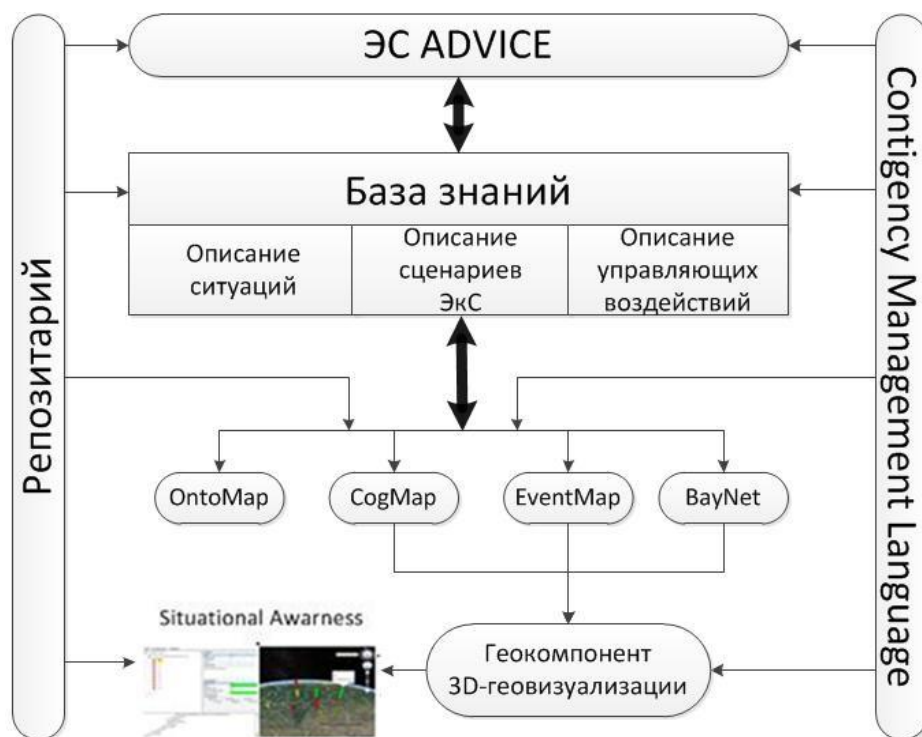 ЭС ADVICE
База знаний
Описание
ситуаций
Описание
сценариев
ЭкС
Описание
управляющих
воздействий
Репозитарий
Contigency Management Language
OntoMap
CogMap
EventMap
BayNet
Situational Awarness
Геокомпонент
3D-геовизуализации